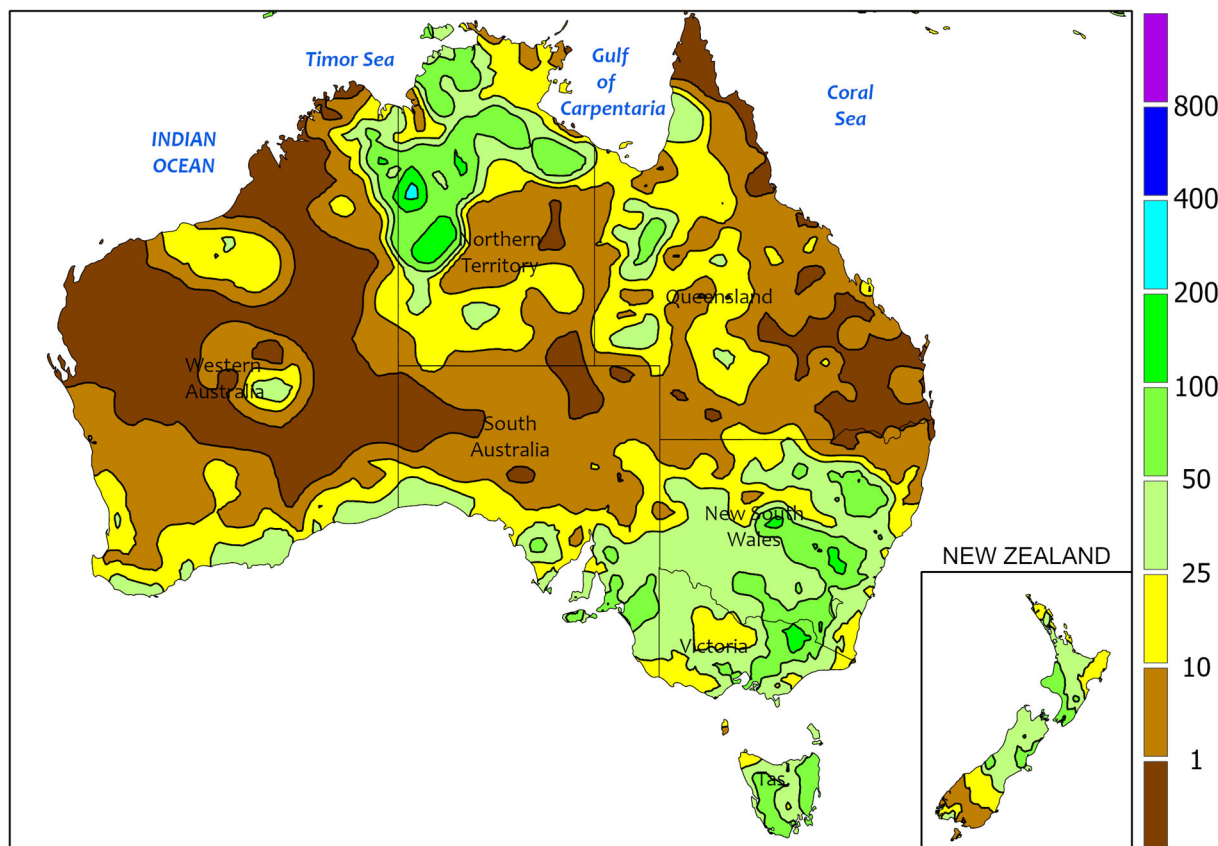 Timor Sea
Gulf
of
Carpentaria
Coral
Sea
INDIAN
OCEAN
Northern
Territory
Queensland
Western
Australia
South
Australia
New South
Wales
Victoria
Tas
NEW ZEALAND
800
400
200
100
50
25
10
1